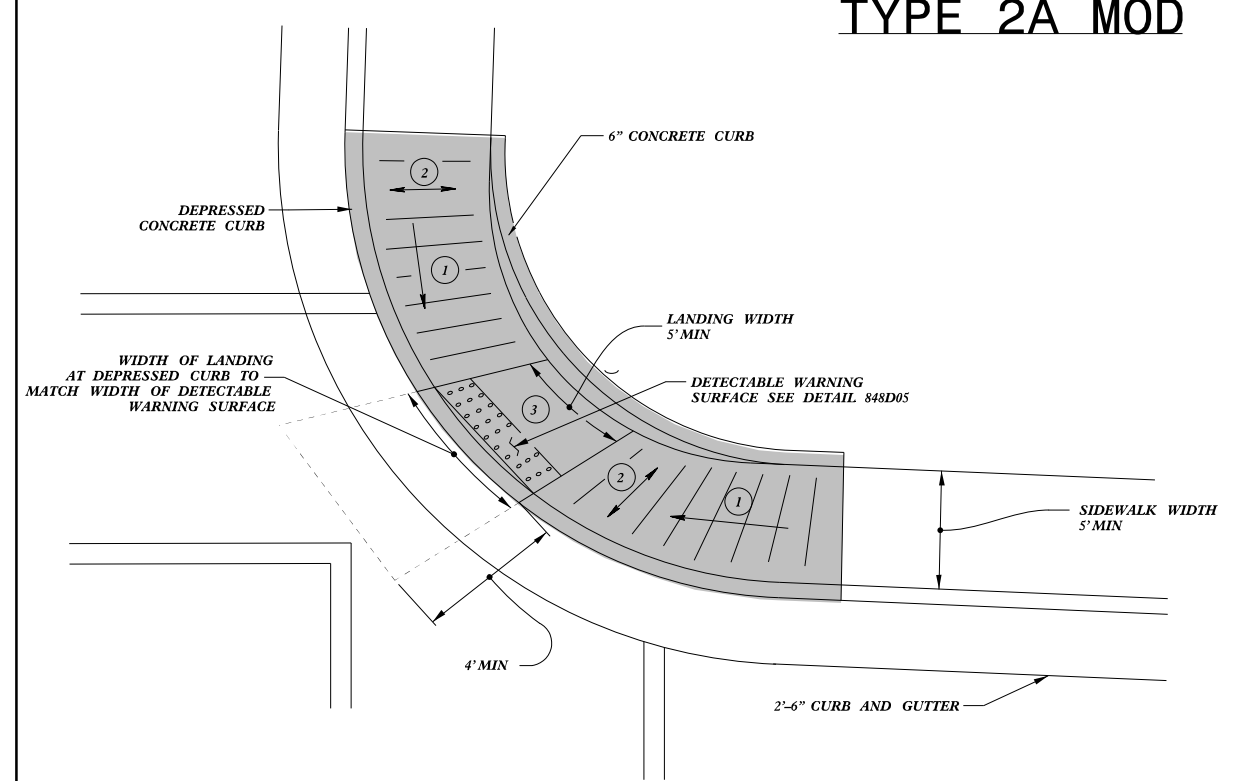 TYPE 2A MOD
6" CONCRETE CURB
2
DEPRESSED
CONCRETE CURB
1
LANDING WIDTH
5' MIN
WIDTH OF LANDING
AT DEPRESSED CURB TO
MATCH WIDTH OF DETECTABLE
WARNING SURFACE
DETECTABLE WARNING
SURFACE SEE DETAIL 848D05
3
2
1
SIDEWALK WIDTH
5' MIN
4' MIN
2'-6" CURB AND GUTTER